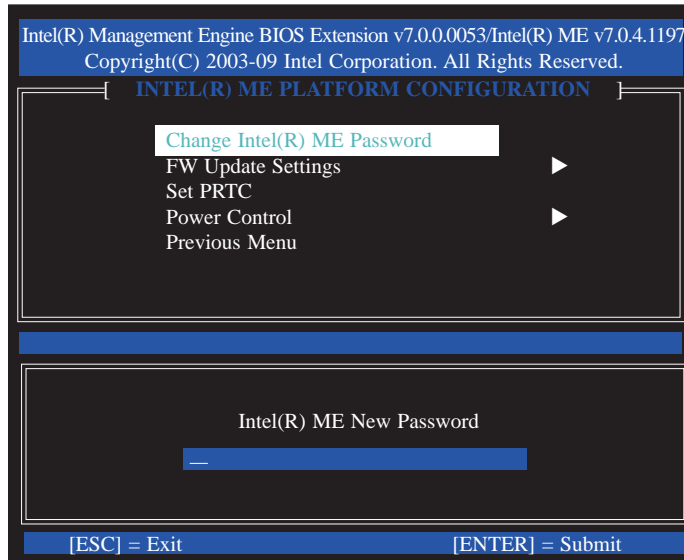 Intel(R) Management Engine BIOS Extension v7.0.0.0053/Intel(R) ME v7.0.4.1197
Copyright(C) 2003-09 Intel Corporation. All Rights Reserved.
[ INTEL(R) ME PLATFORM CONFIGURATION ]
Change Intel(R) ME Password
FW Update Settings
Set PRTC
Power Control
Previous Menu
Intel(R) ME New Password
[ESC] = Exit [ENTER] = Submit